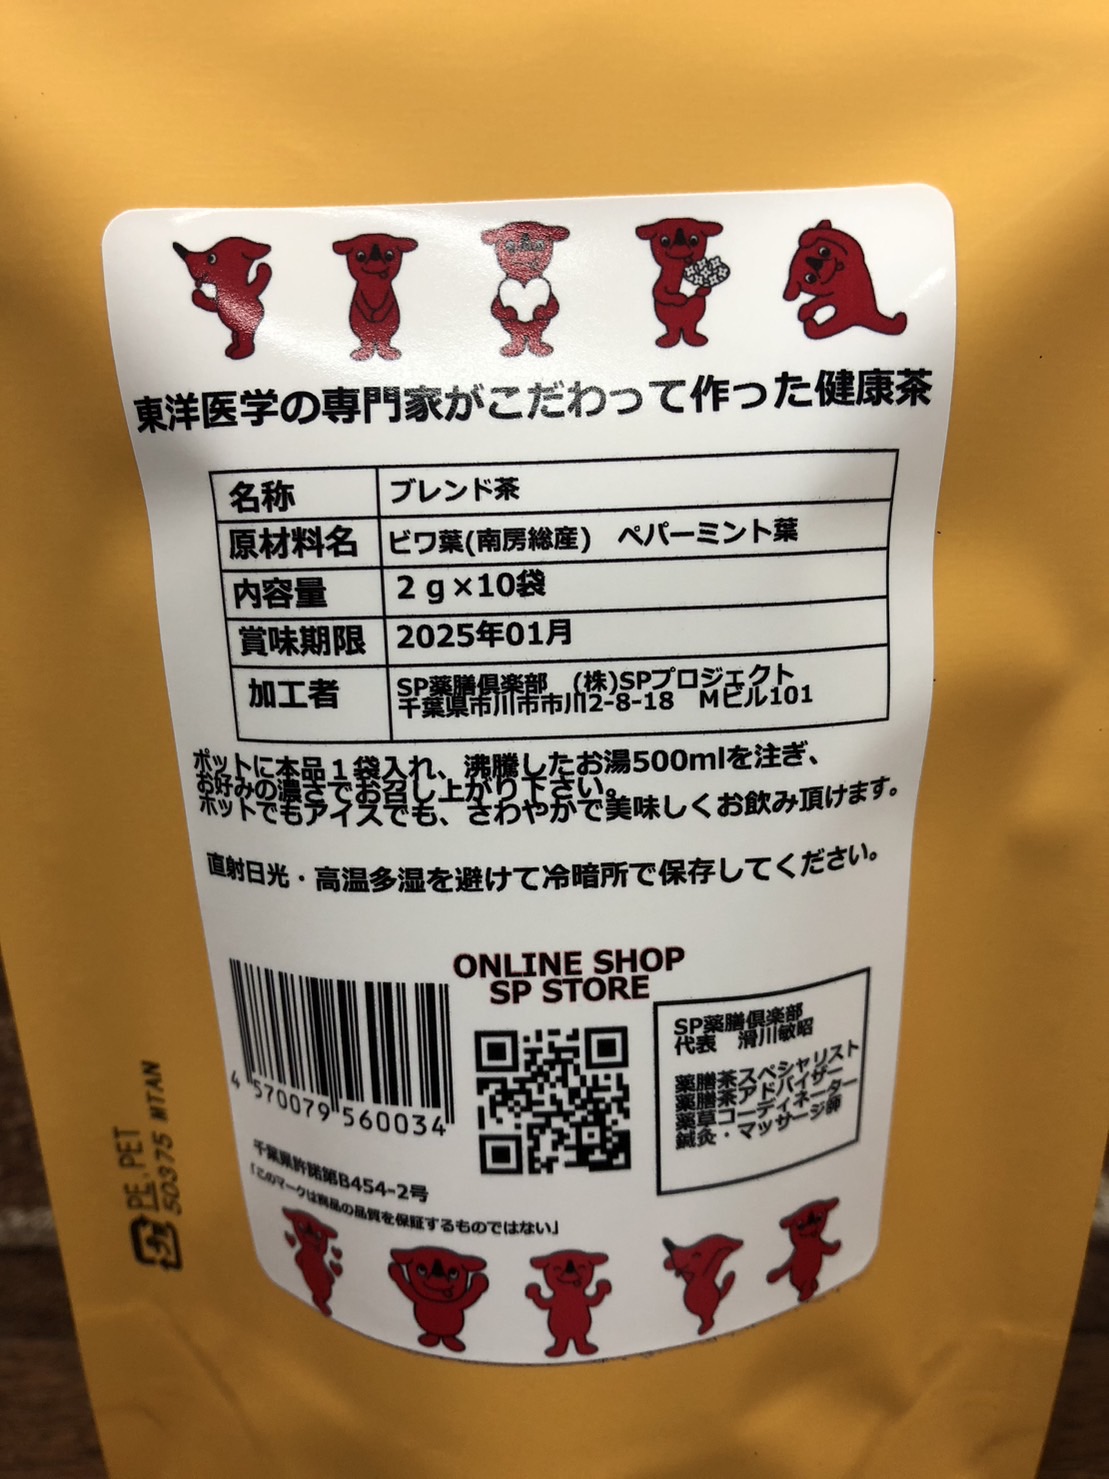 東洋医学の専門家がこだわって作った健康茶
名称 ブレンド茶
原材料名 ビワ葉(南房総産) ペパーミント葉
内容量 2g×10袋
賞味期限 2025年01月
加工者 SP薬膳倶楽部 (株)SPプロジェクト
千葉県市川市市川2-8-18 Mビル101
ポットに本品1袋入れ、沸騰したお湯500mlを注ぎ、
お好みの濃さでお召し上がり下さい。
ホットでもアイスでも、さわやかで美味しくお飲み頂けます。
直射日光・高温多湿を避けて冷暗所で保存してください。
ONLINE SHOP
SP STORE
4 570079 560034
SP薬膳倶楽部
代表 滑川敏昭
薬膳茶スペシャリスト
薬膳茶アドバイザー
薬草コーディネーター
鍼灸・マッサージ師
千葉県許諾第B454-2号
「このマークは商品の品質を保証するものではない」
PE,PET
50375 MTAN